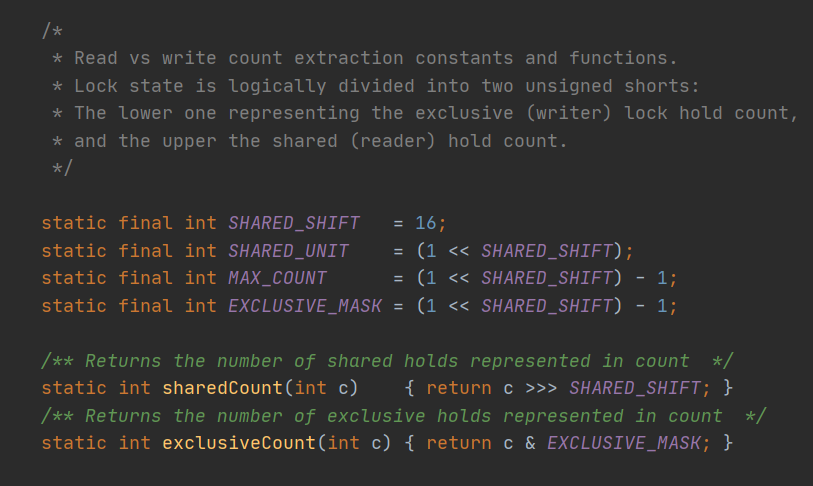 /*
 * Read vs write count extraction constants and functions.
 * Lock state is logically divided into two unsigned shorts:
 * The lower one representing the exclusive (writer) lock hold count,
 * and the upper the shared (reader) hold count.
 */
static final int SHARED_SHIFT   = 16;
static final int SHARED_UNIT    = (1 << SHARED_SHIFT);
static final int MAX_COUNT      = (1 << SHARED_SHIFT) - 1;
static final int EXCLUSIVE_MASK = (1 << SHARED_SHIFT) - 1;
/** Returns the number of shared holds represented in count  */
static int sharedCount(int c)    { return c >>> SHARED_SHIFT; }
/** Returns the number of exclusive holds represented in count  */
static int exclusiveCount(int c) { return c & EXCLUSIVE_MASK; }